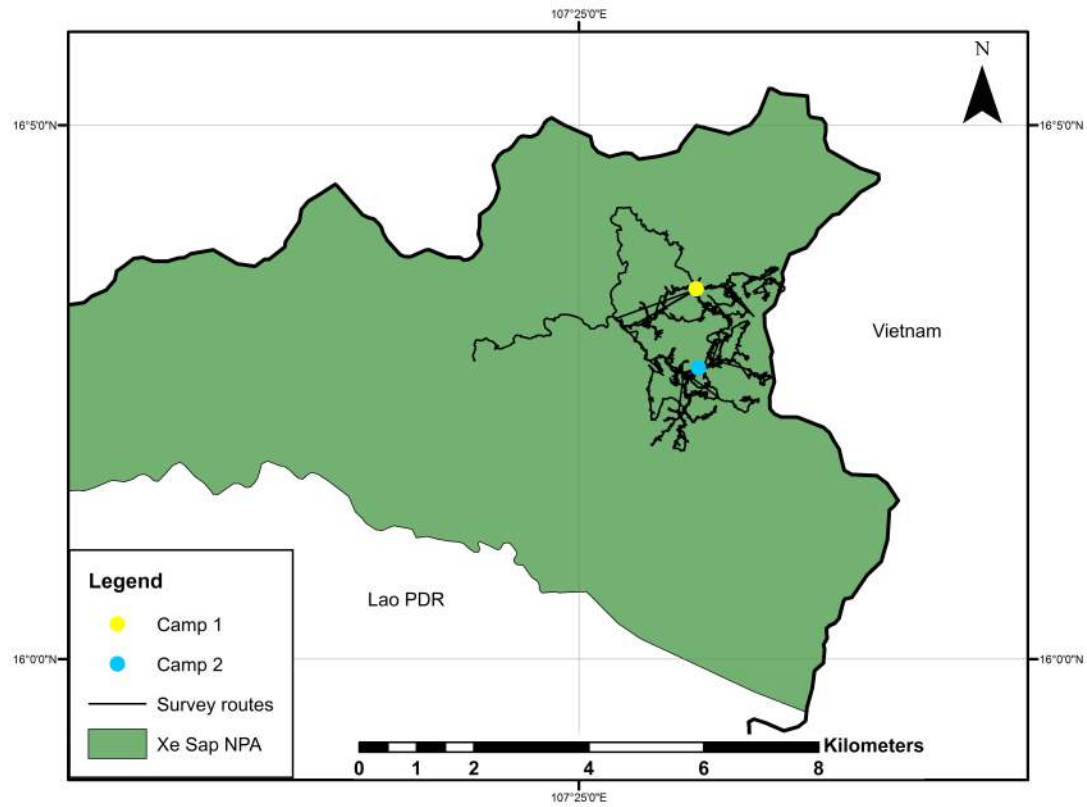 107°25'0"E
N
16°5'0"N
16°5'0"N
Vietnam
Lao PDR
Legend
Camp 1
Camp 2
Survey routes
Xe Sap NPA
16°0'0"N
16°0'0"N
Kilometers
0 1 2 4 6 8
107°25'0"E